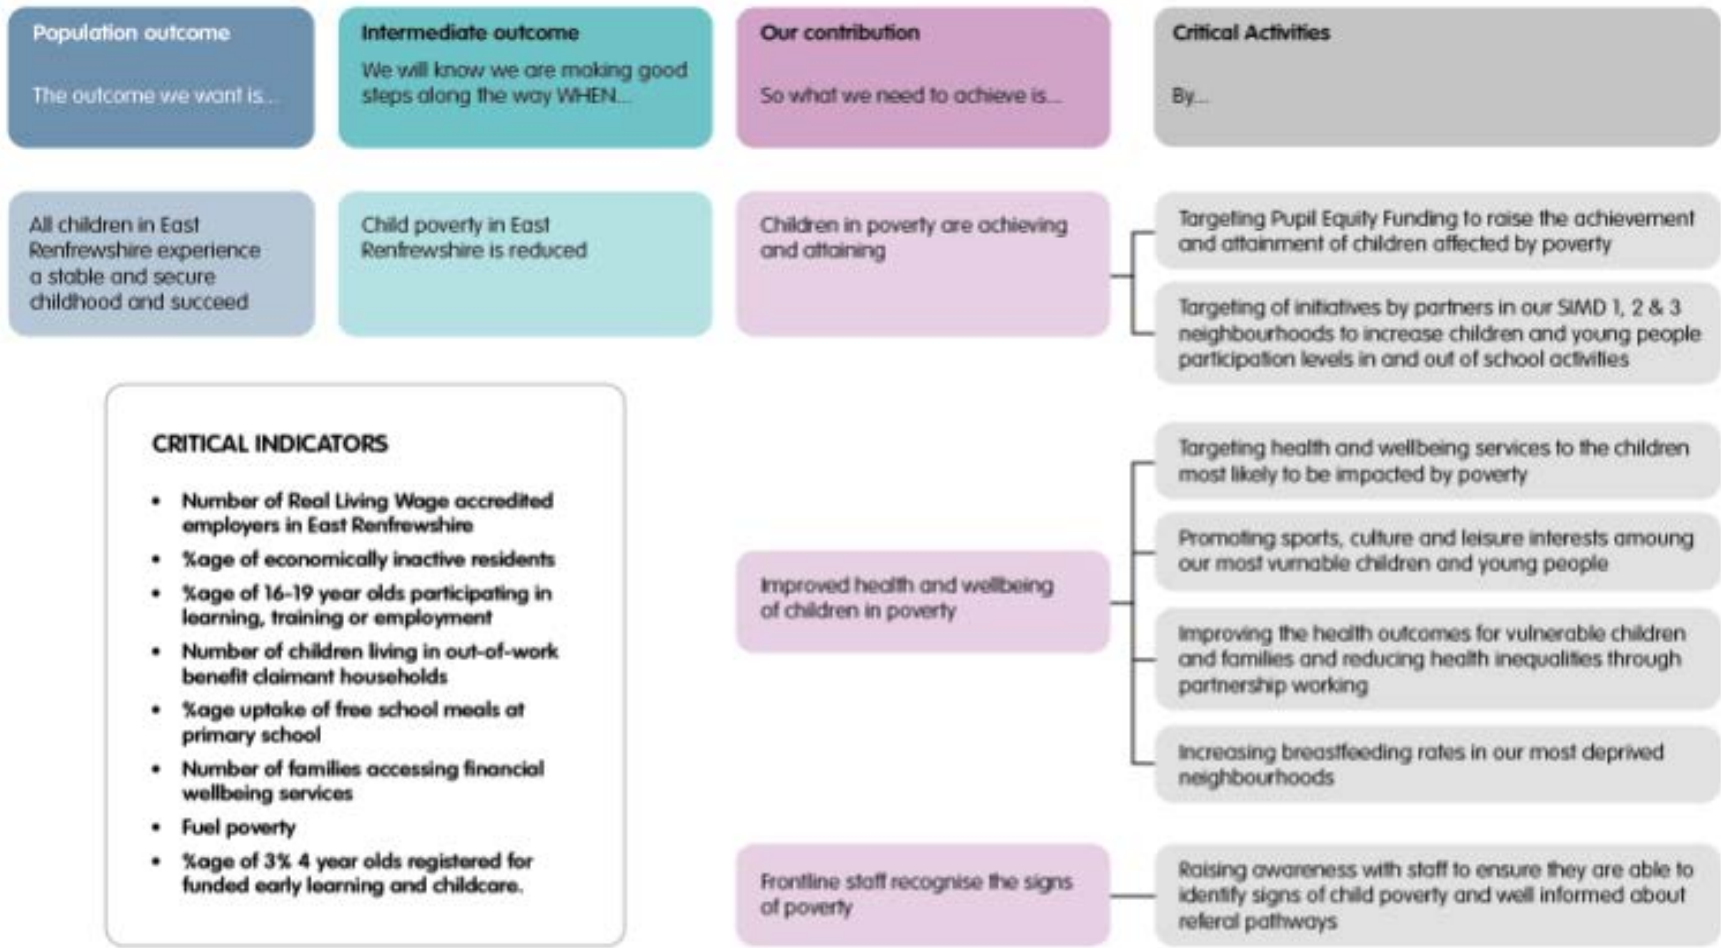 Population outcome
The outcome we want is...
Intermediate outcome
We will know we are making good
steps along the way WHEN...
Our contribution
So what we need to achieve is...
Critical Activities
By...
All children in East
Renfrewshire experience
a stable and secure
childhood and succeed
Child poverty in East
Renfrewshire is reduced
Children in poverty are achieving
and attaining
Targeting Pupil Equity Funding to raise the achievement
and attainment of children affected by poverty
Targeting of initiatives by partners in our SIMD 1, 2 & 3
neighbourhoods to increase children and young people
participation levels in and out of school activities
CRITICAL INDICATORS
• Number of Real Living Wage accredited
employers in East Renfrewshire
• %age of economically inactive residents
• %age of 16-19 year olds participating in
learning, training or employment
• Number of children living in out-of-work
benefit claimant households
• %age uptake of free school meals at
primary school
• Number of families accessing financial
wellbeing services
• Fuel poverty
• %age of 3% 4 year olds registered for
funded early learning and childcare.
Improved health and wellbeing
of children in poverty
Targeting health and wellbeing services to the children
most likely to be impacted by poverty
Promoting sports, culture and leisure interests amoung
our most vurnable children and young people
Improving the health outcomes for vulnerable children
and families and reducing health inequalities through
partnership working
Increasing breastfeeding rates in our most deprived
neighbourhoods
Frontline staff recognise the signs
of poverty
Raising awareness with staff to ensure they are able to
identify signs of child poverty and well informed about
referal pathways